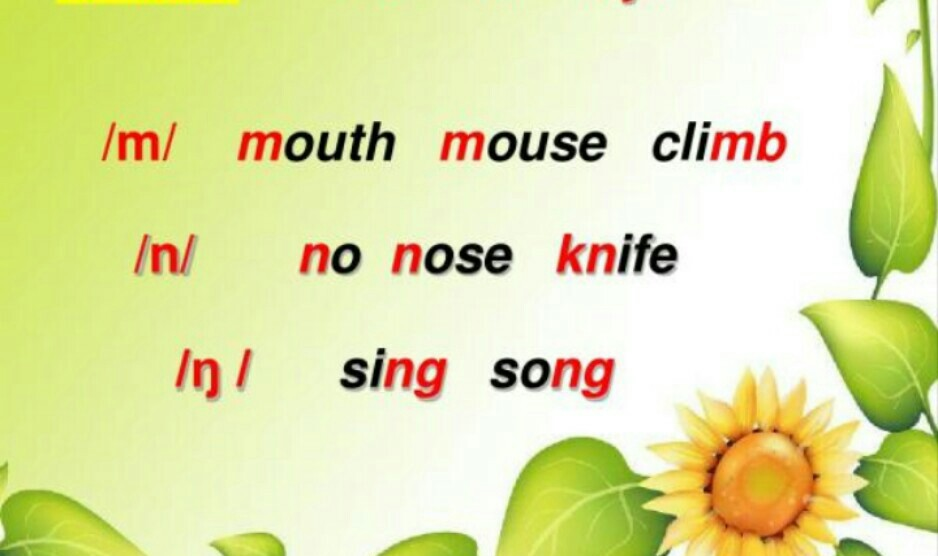 /m/ mouth mouse climb
/n/ no nose knife
/ŋ / sing song